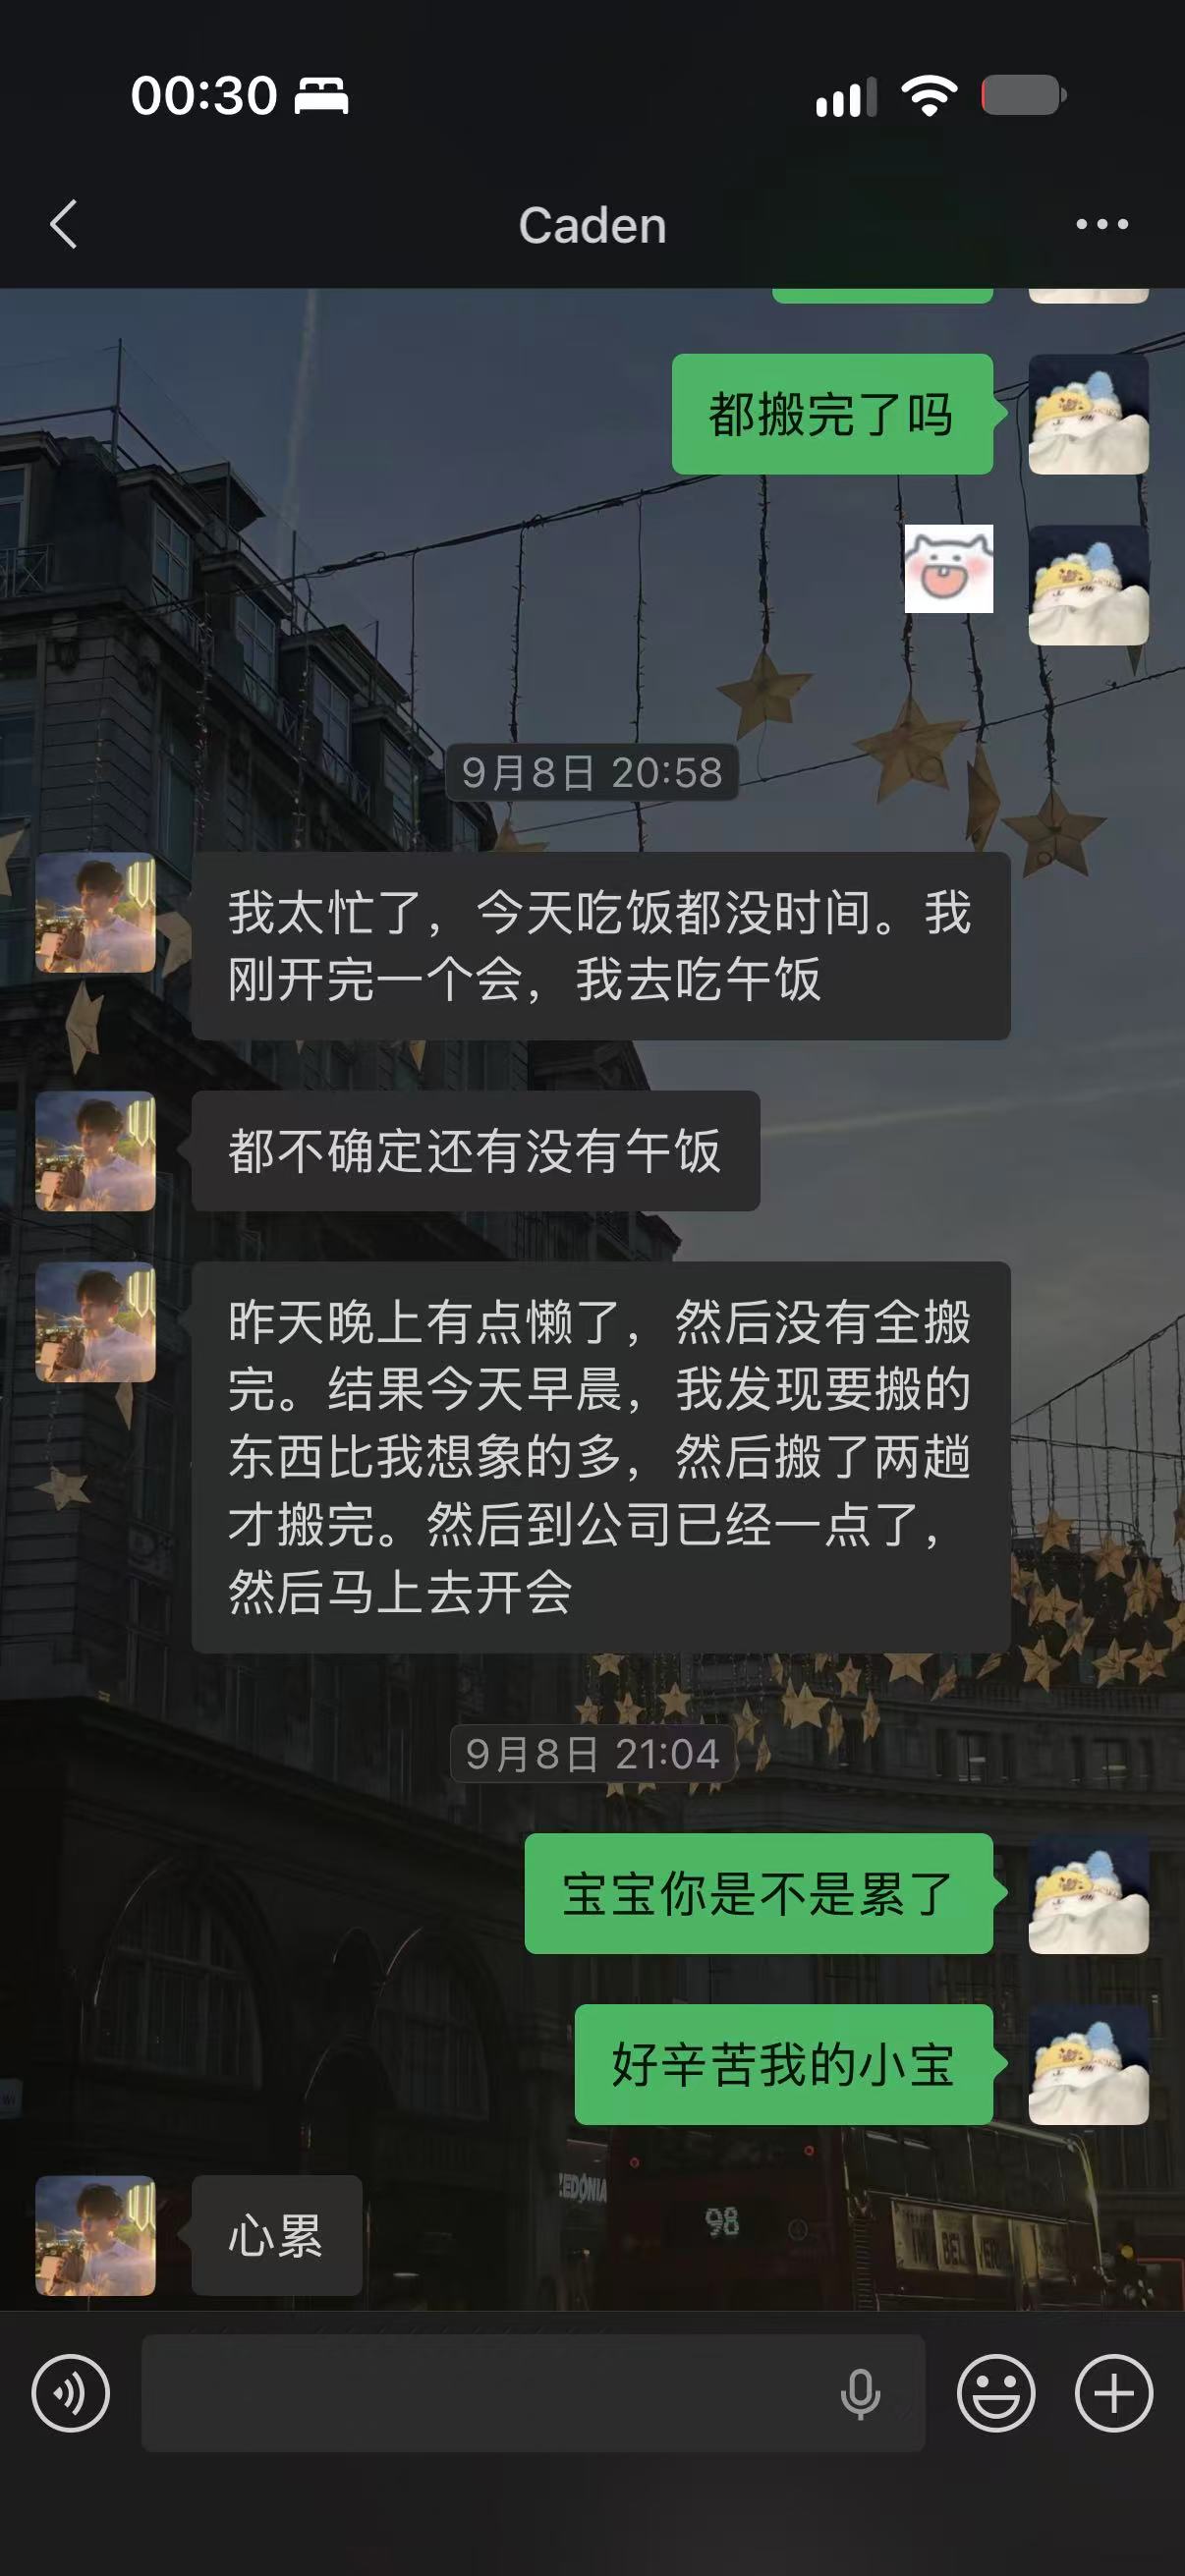 00:30
Caden
都搬完了吗
9月8日 20:58
我太忙了，今天吃饭都没时间。我
刚开完一个会，我去吃午饭
都不确定还有没有午饭
昨天晚上有点懒了，然后没有全搬
完。结果今天早晨，我发现要搬的
东西比我想象的多，然后搬了两趟
才搬完。然后到公司已经一点了，
然后马上去开会
9月8日 21:04
宝宝你是不是累了
好辛苦我的小宝
98
心累